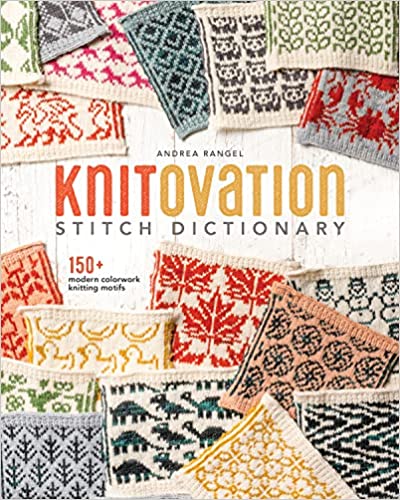 ANDREA RANGEL
KNITOVATION
STITCH DICTIONARY
150+
modern colorwork
knitting motifs